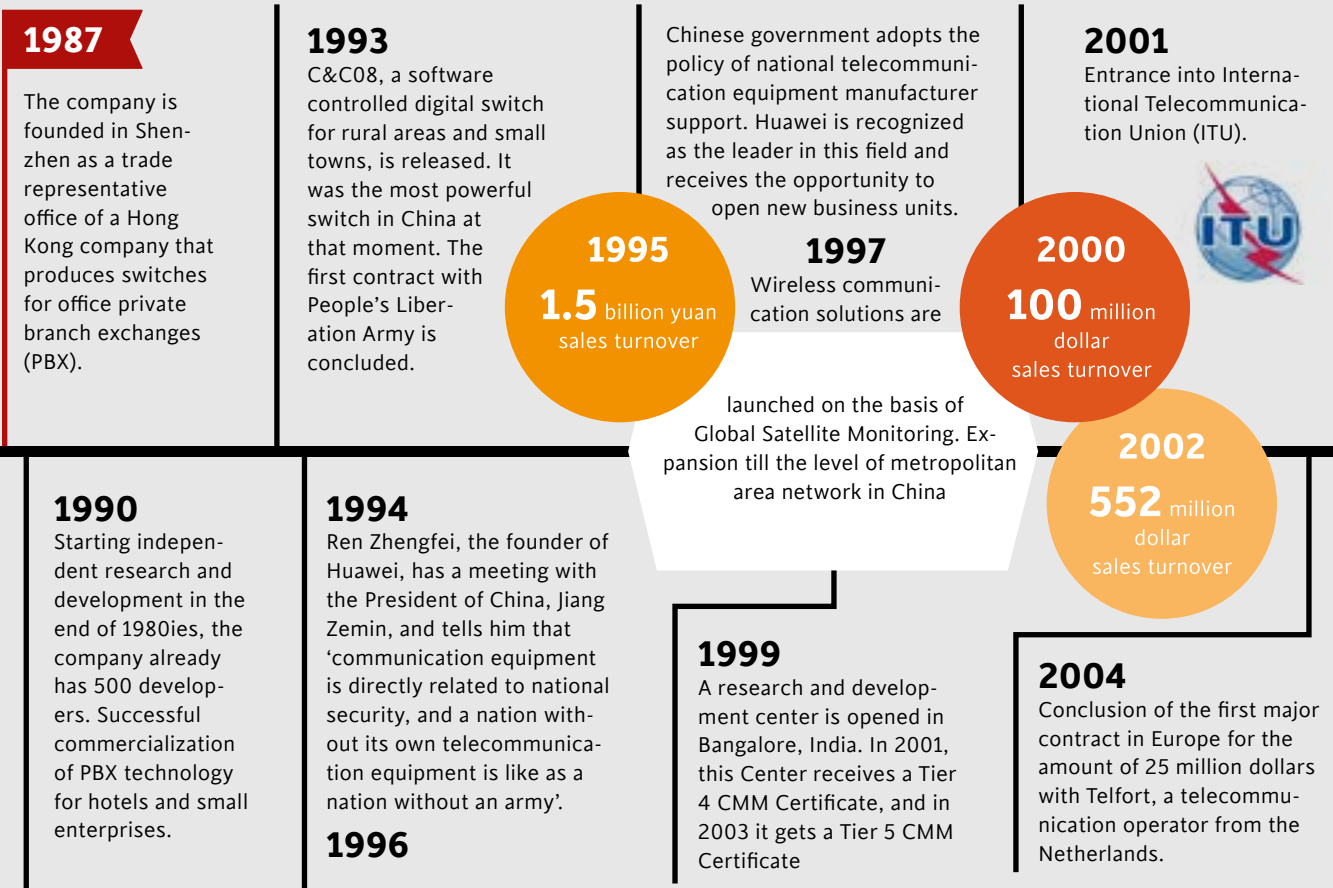 1987
The company is
founded in Shen-
zhen as a trade
representative
office of a Hong
Kong company that
produces switches
for office private
branch exchanges
(PBX).
1990
Starting indepen-
dent research and
development in the
end of 1980ies, the
company already
has 500 develop-
ers. Successful
commercialization
of PBX technology
for hotels and small
enterprises.
1993
C&C08, a software
controlled digital switch
for rural areas and small
towns, is released. It
was the most powerful
switch in China at
that moment. The
first contract with
People's Liber-
ation Army is
concluded.
1994
Ren Zhengfei, the founder of
Huawei, has a meeting with
the President of China, Jiang
Zemin, and tells him that
‘communication equipment
is directly related to national
security, and a nation with-
out its own telecommunica-
tion equipment is like as a
nation without an army’.
1995
1.5 billion yuan
sales turnover
1996
Chinese government adopts the
policy of national telecommuni-
cation equipment manufacturer
support. Huawei is recognized
as the leader in this field and
receives the opportunity to
open new business units.
1997
Wireless communi-
cation solutions are
launched on the basis of
Global Satellite Monitoring. Ex-
pansion till the level of metropolitan
area network in China
1999
A research and develop-
ment center is opened in
Bangalore, India. In 2001,
this Center receives a Tier
4 CMM Certificate, and in
2003 it gets a Tier 5 CMM
Certificate
2000
100 million
dollar
sales turnover
2001
Entrance into Interna-
tional Telecommunica-
tion Union (ITU).
ITU
2002
552 million
dollar
sales turnover
2004
Conclusion of the first major
contract in Europe for the
amount of 25 million dollars
with Telfort, a telecommu-
nication operator from the
Netherlands.